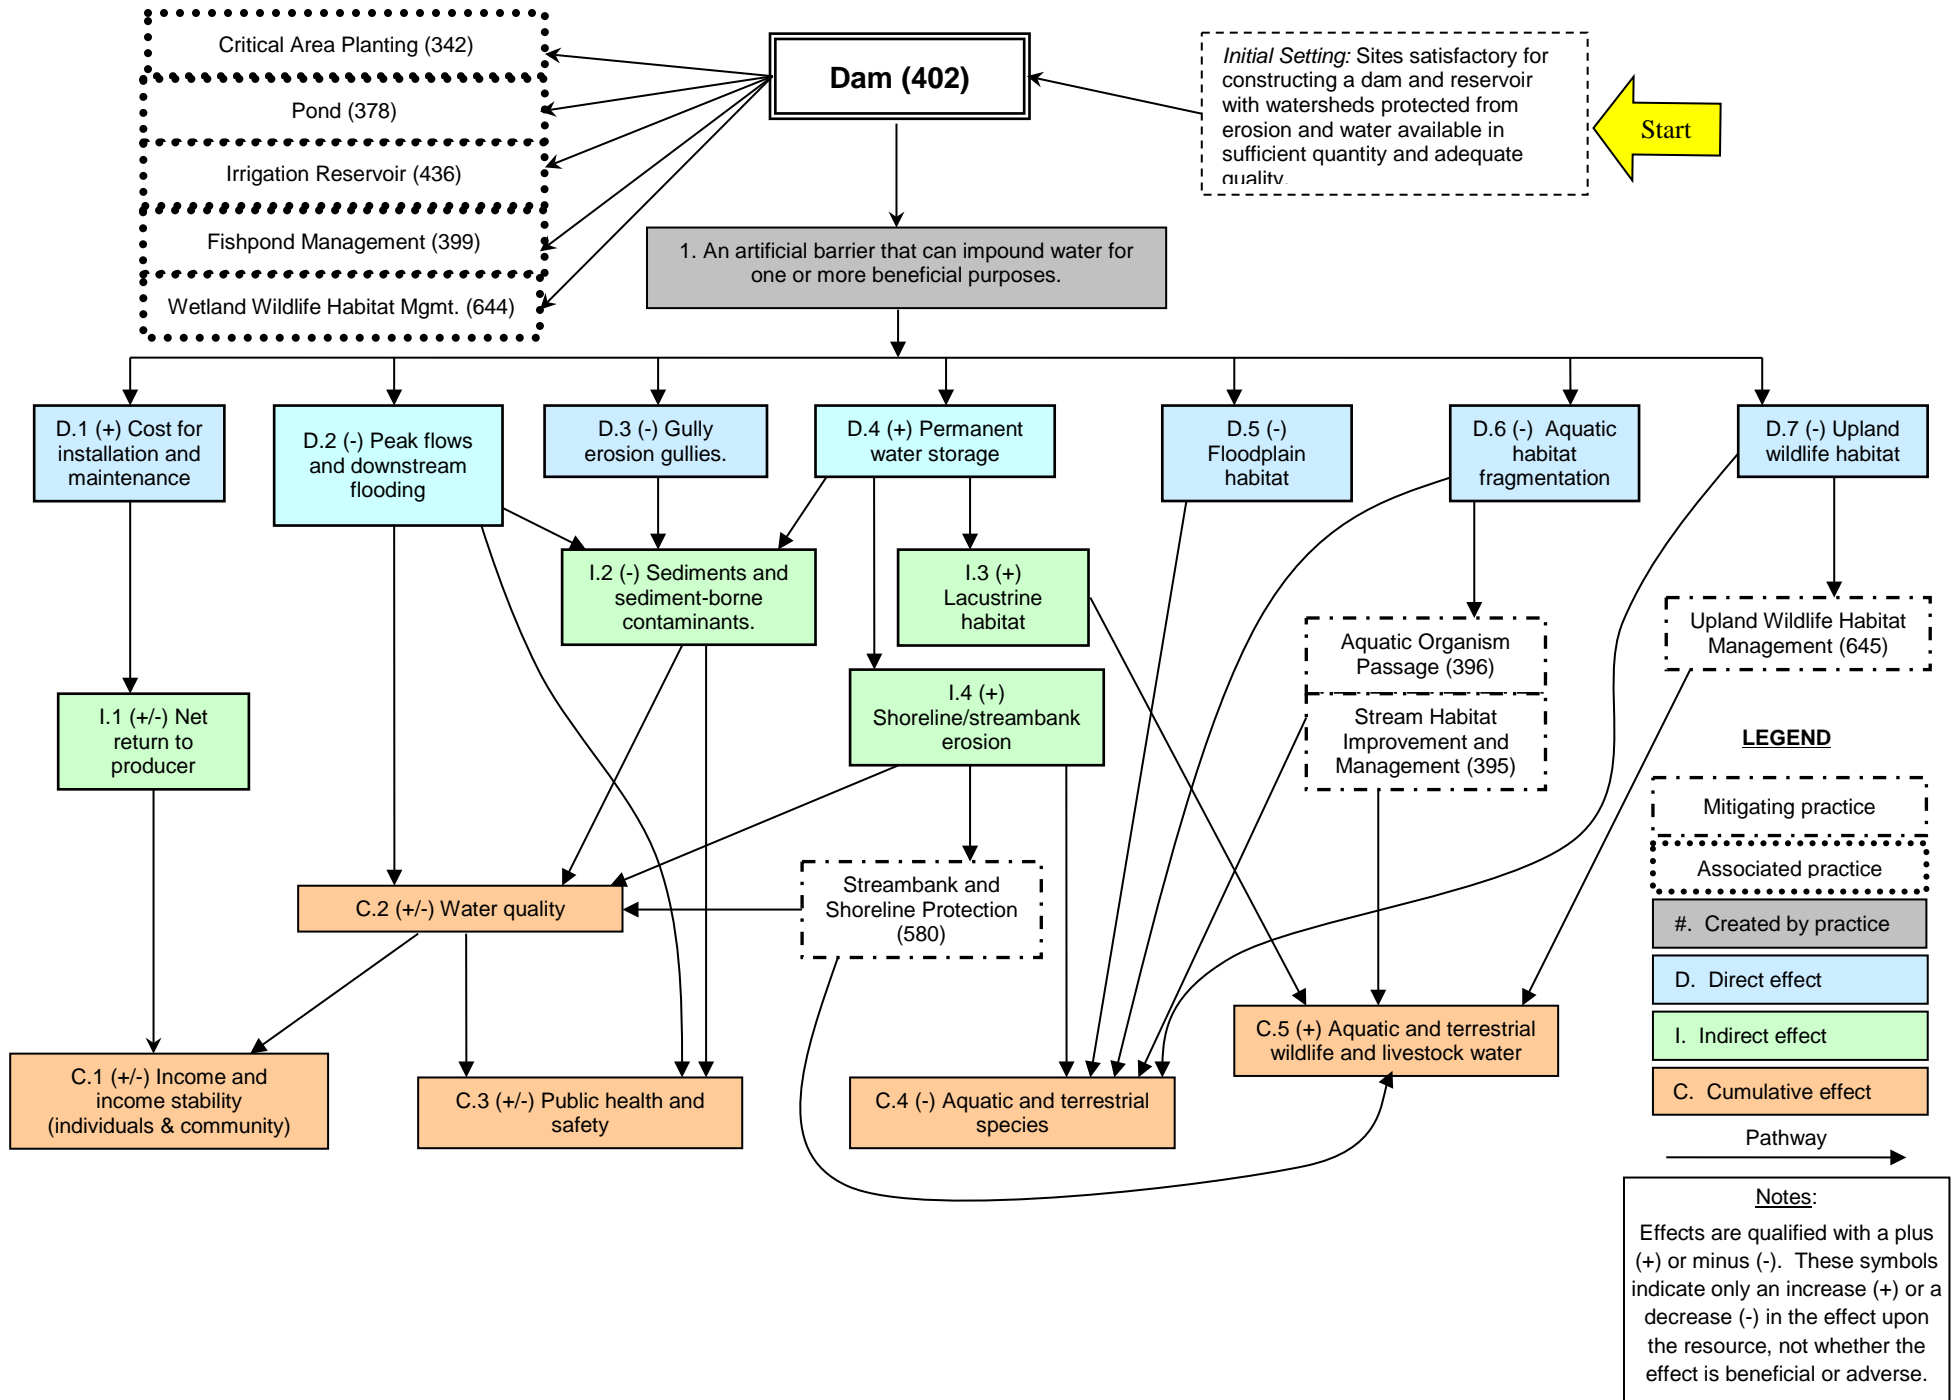 Critical Area Planting (342)
Pond (378)
Irrigation Reservoir (436)
Fishpond Management (399)
Wetland Wildlife Habitat Mgmt. (644)
Dam (402)
Initial Setting: Sites satisfactory for
constructing a dam and reservoir
with watersheds protected from
erosion and water available in
sufficient quantity and adequate
quality.
Start
1. An artificial barrier that can impound water for
one or more beneficial purposes.
D.1 (+) Cost for
installation and
maintenance
D.2 (-) Peak flows
and downstream
flooding
D.3 (-) Gully
erosion gullies.
D.4 (+) Permanent
water storage
D.5 (-)
Floodplain
habitat
D.6 (-) Aquatic
habitat
fragmentation
D.7 (-) Upland
wildlife habitat
I.2 (-) Sediments and
sediment-borne
contaminants.
I.3 (+)
Lacustrine
habitat
Aquatic Organism
Passage (396)
Stream Habitat
Improvement and
Management (395)
Upland Wildlife Habitat
Management (645)
I.1 (+/-) Net
return to
producer
I.4 (+)
Shoreline/streambank
erosion
C.2 (+/-) Water quality
Streambank and
Shoreline Protection
(580)
C.1 (+/-) Income and
income stability
(individuals & community)
C.3 (+/-) Public health and
safety
C.4 (-) Aquatic and terrestrial
species
C.5 (+) Aquatic and terrestrial
wildlife and livestock water
LEGEND
Mitigating practice
Associated practice
#. Created by practice
D. Direct effect
I. Indirect effect
C. Cumulative effect
Pathway
Notes:
Effects are qualified with a plus
(+) or minus (-). These symbols
indicate only an increase (+) or a
decrease (-) in the effect upon
the resource, not whether the
effect is beneficial or adverse.